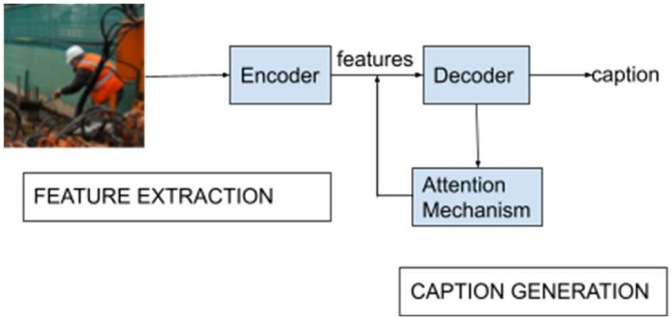 features
Encoder
Decoder
caption
Attention
Mechanism
FEATURE EXTRACTION
CAPTION GENERATION